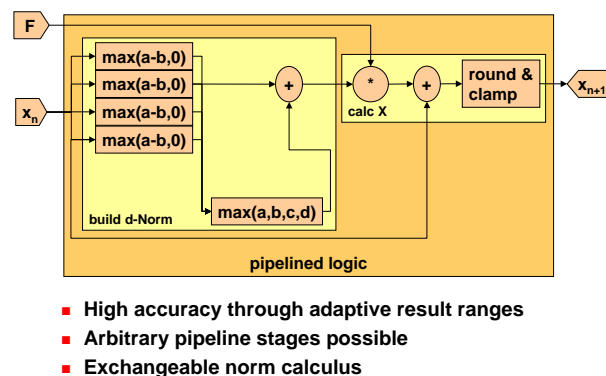 F
max(a-b,0)
max(a-b,0)
max(a-b,0)
max(a-b,0)
xn
+
*
+
round &
clamp
xn+1
calc X
max(a,b,c,d)
build d-Norm
pipelined logic
High accuracy through adaptive result ranges
Arbitrary pipeline stages possible
Exchangeable norm calculus